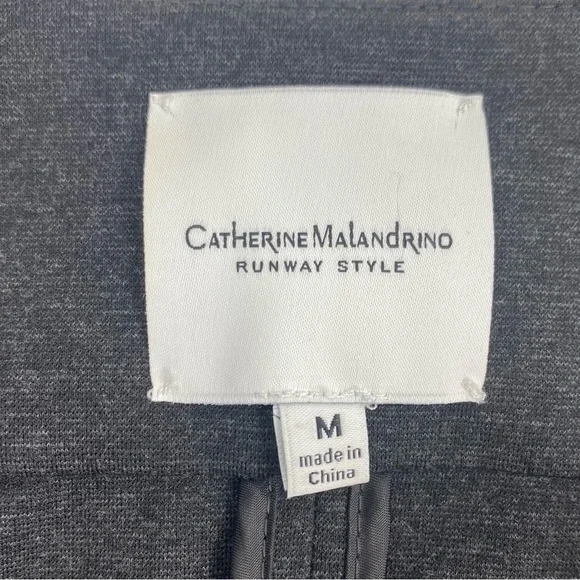 Catherine Malandrino
RUNWAY STYLE
M
made in
China